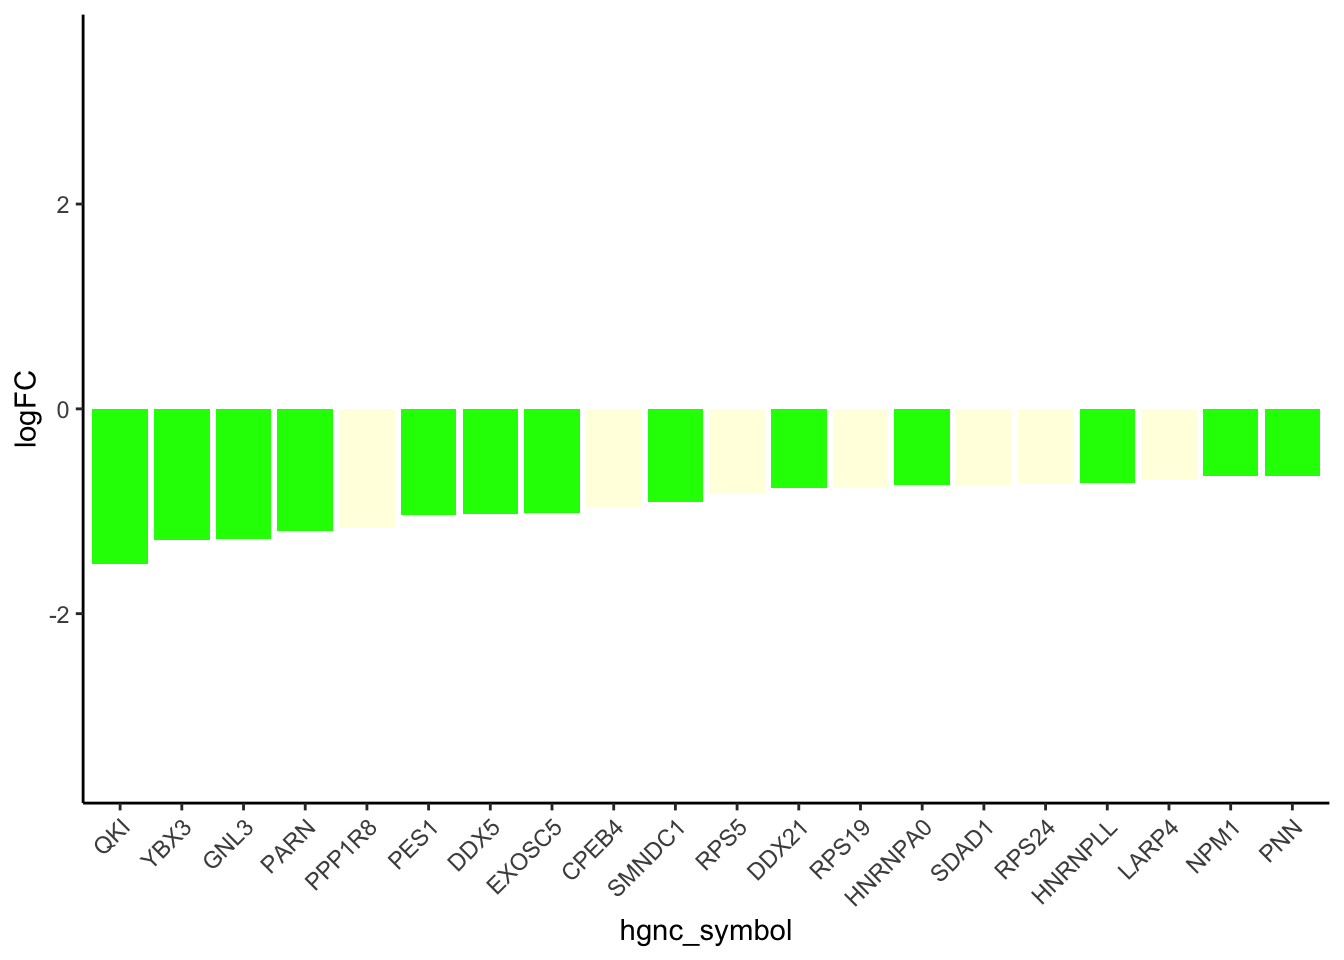 logFC
2
0
-2
QKI
YBX3
GNL3
PARN
PPP1R8
PES1
DDX5
EXOSC5
CPEB4
SMNDC1
RPS5
DDX21
RPS19
HNRNPA0
SDAD1
RPS24
HNRNPLL
LARP4
NPM1
PNN
hgnc_symbol